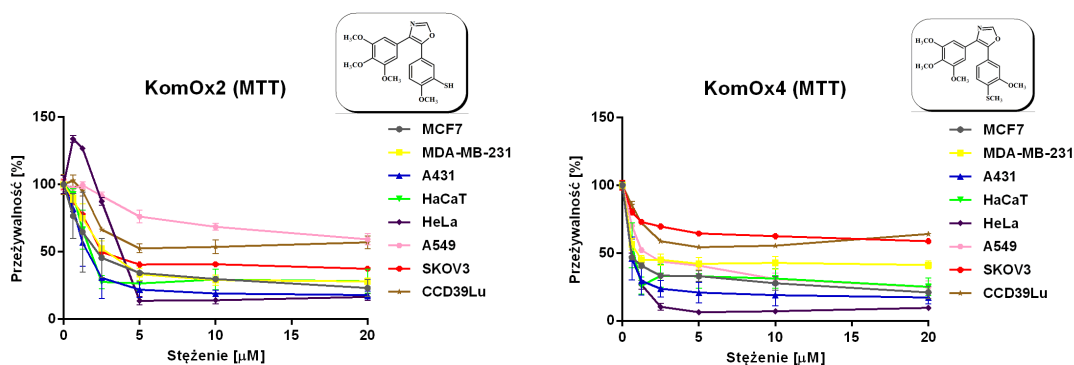 N
O
H₃CO
H₃CO
OCH₃
SH
OCH₃
KomOx2 (MTT)
Przeżywalność [%]
150
100
50
0
0
5
10
15
20
Stężenie [µM]
MCF7
MDA-MB-231
A431
HaCaT
HeLa
A549
SKOV3
CCD39Lu
N
O
H₃CO
H₃CO
OCH₃
OCH₃
SCH₃
KomOx4 (MTT)
Przeżywalność [%]
150
100
50
0
0
5
10
15
20
Stężenie [µM]
MCF7
MDA-MB-231
A431
HaCaT
HeLa
A549
SKOV3
CCD39Lu